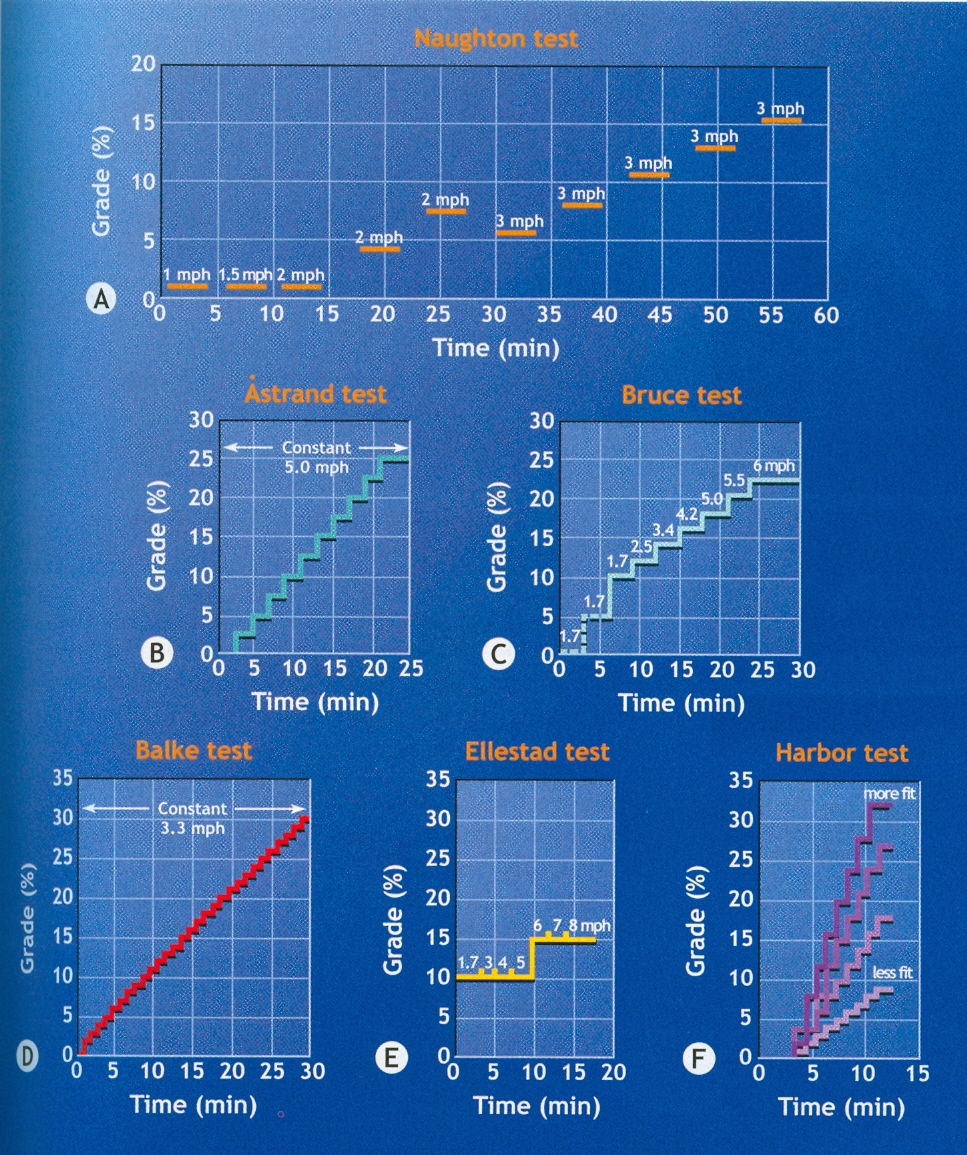 Naughton test
20
15
10
5
0
Grade (%)
1 mph 1.5 mph 2 mph 2 mph 2 mph 3 mph 3 mph 3 mph 3 mph 3 mph
A
0 5 10 15 20 25 30 35 40 45 50 55 60
Time (min)
Åstrand test
30
25
20
15
10
5
0
Grade (%)
Constant
5.0 mph
B
0 5 10 15 20 25
Time (min)
Bruce test
30
25
20
15
10
5
0
Grade (%)
1.7 1.7 1.7 2.5 3.4 4.2 5.0 5.5 6 mph
C
0 5 10 15 20 25 30
Time (min)
Balke test
35
30
25
20
15
10
5
0
Grade (%)
Constant
3.3 mph
D
0 5 10 15 20 25 30
Time (min)
Ellestad test
35
30
25
20
15
10
5
0
Grade (%)
1.7 3 4 5
6 7 8 mph
E
0 5 10 15 20
Time (min)
Harbor test
35
30
25
20
15
10
5
0
Grade (%)
more fit
less fit
F
0 5 10 15
Time (min)